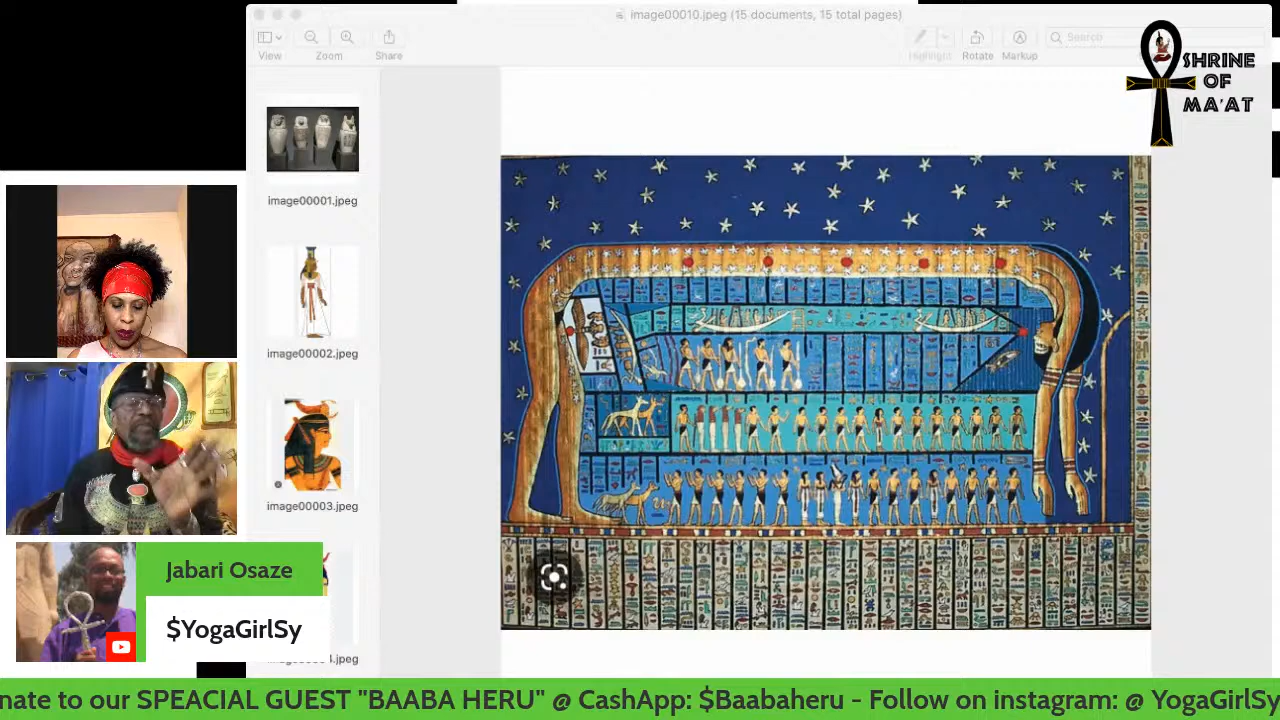 image00010.jpeg (15 documents, 15 total pages)
View
Zoom
Share
Highlight
Rotate
Markup
Search
SHRINE
OF
MA'AT
image00001.jpeg
image00002.jpeg
image00003.jpeg
Jabari Osaze
$YogaGirlSy
nate to our SPEACIAL GUEST "BAABA HERU" @ CashApp: $Baabaheru - Follow on instagram: @ YogaGirlSy